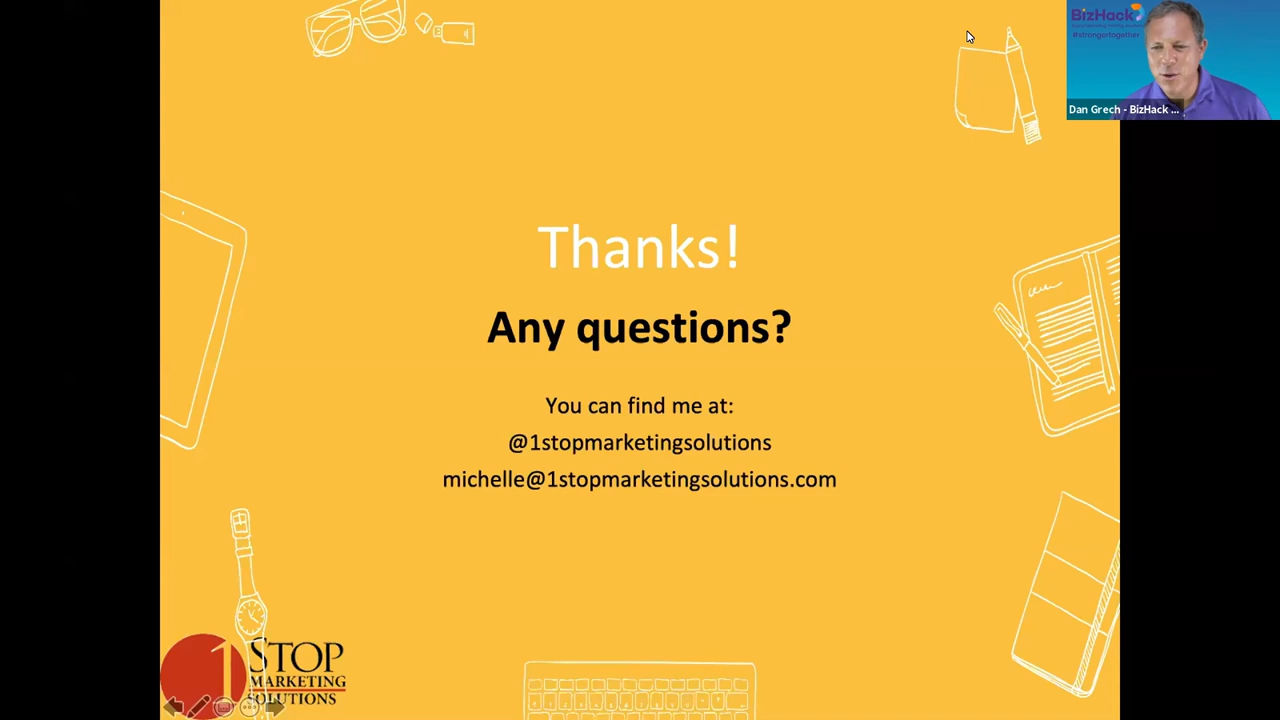 BizHack
#strongertogether
Dan Grech - BizHack ...
Thanks!
Any questions?
You can find me at:
@1stopmarketingsolutions
michelle@1stopmarketingsolutions.com
1 STOP
MARKETING
SOLUTIONS